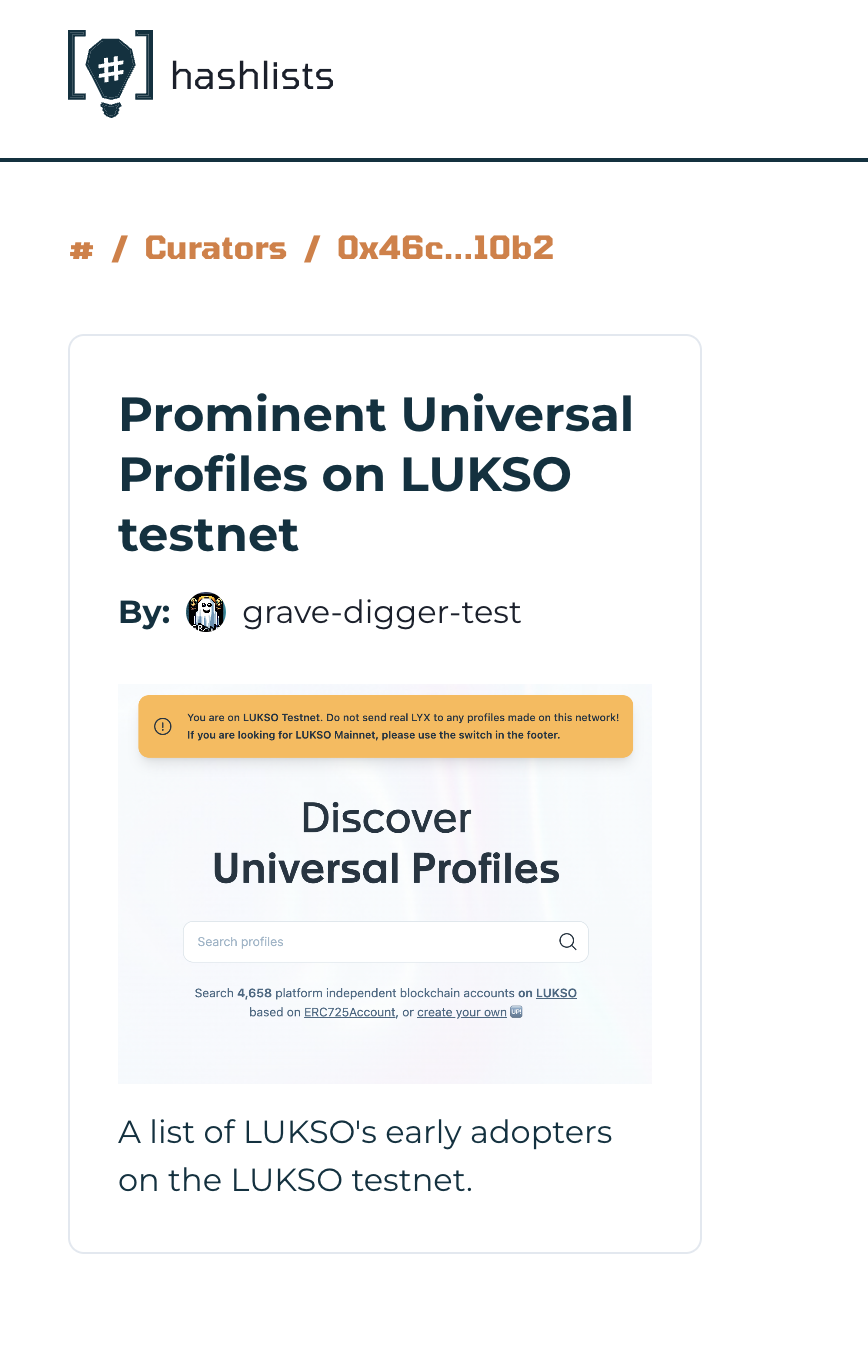 hashlists
# / Curators / 0x46c...10b2
Prominent Universal
Profiles on LUKSO
testnet
By: grave-digger-test
You are on LUKSO Testnet. Do not send real LYX to any profiles made on this network!
If you are looking for LUKSO Mainnet, please use the switch in the footer.
Discover
Universal Profiles
Search profiles
Search 4,658 platform independent blockchain accounts on LUKSO
based on ERC725Account, or create your own
A list of LUKSO's early adopters
on the LUKSO testnet.